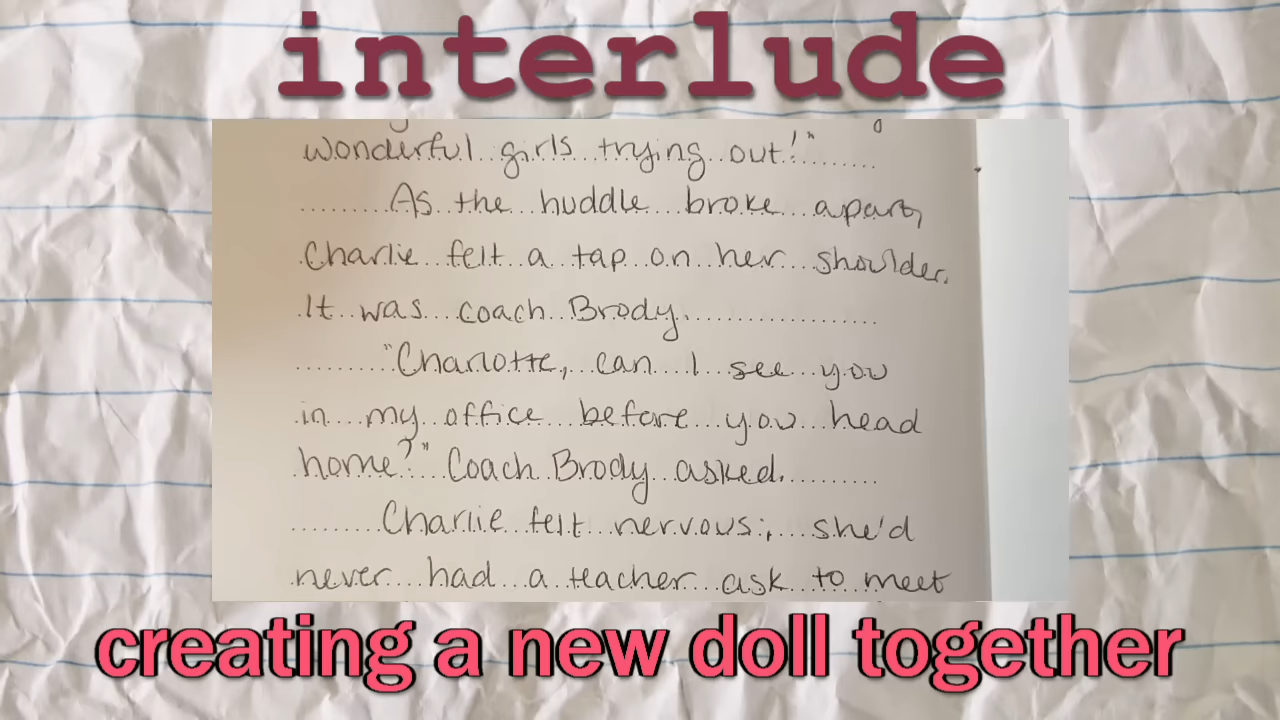 interlude
wonderful girls trying out!"
As the huddle broke apart,
Charlie felt a tap on her shoulder.
It was Coach Brody.
"Charlotte, can I see you
in my office before you head
home?" Coach Brody asked.
Charlie felt nervous; she'd
never had a teacher ask to meet
creating a new doll together